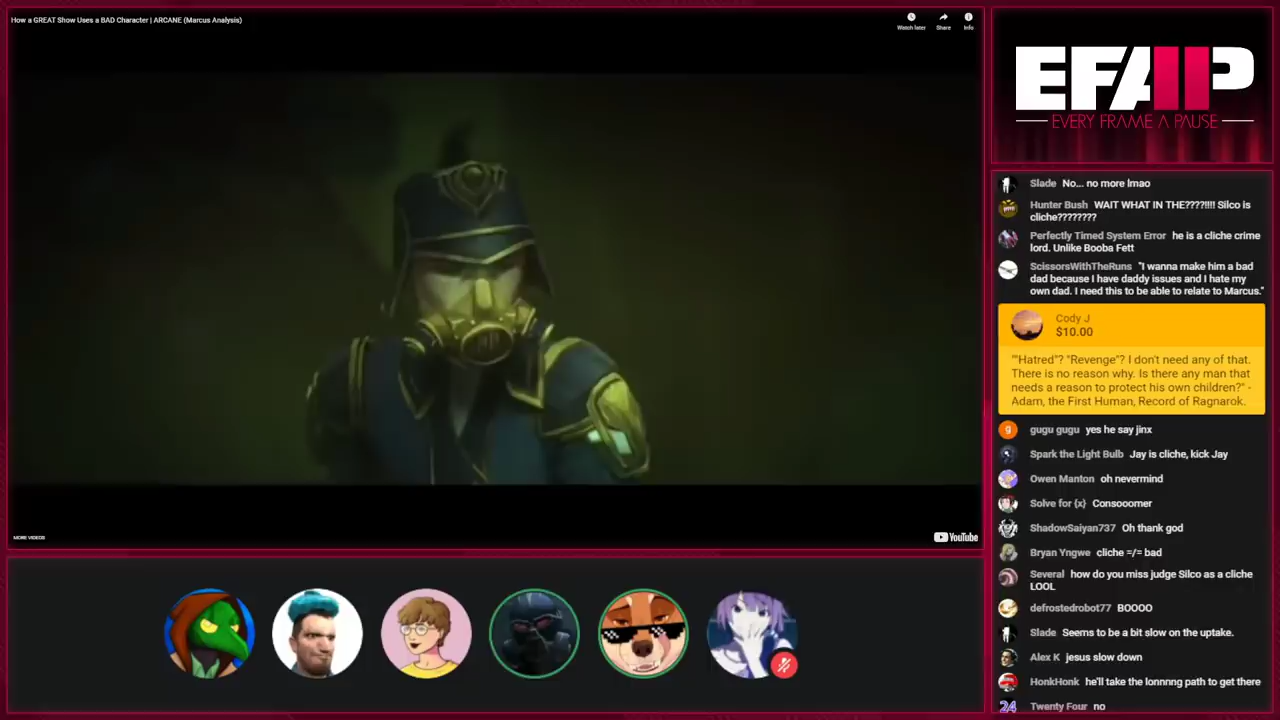 How a GREAT Show Uses a BAD Character | ARCANE (Marcus Analysis)
Watch later
Share
Info
MORE VIDEOS
YouTube
EFAP
EVERY FRAME A PAUSE
Slade No... no more lmao
Hunter Bush WAIT WHAT IN THE????!!!! Silco is
cliche????????
Perfectly Timed System Error he is a cliche crime
lord. Unlike Booba Fett
ScissorsWithTheRuns "I wanna make him a bad
dad because I have daddy issues and I hate my
own dad. I need this to be able to relate to Marcus."
Cody J
$10.00
""Hatred"? "Revenge"? I don't need any of that.
There is no reason why. Is there any man that
needs a reason to protect his own children?" -
Adam, the First Human, Record of Ragnarok.
g
gugu gugu yes he say jinx
Spark the Light Bulb Jay is cliche, kick Jay
Owen Manton oh nevermind
Solve for {x} Consooomer
ShadowSaiyan737 Oh thank god
Bryan Yngwe cliche =/= bad
Several how do you miss judge Silco as a cliche
LOOL
defrostedrobot77 BOOOO
Slade Seems to be a bit slow on the uptake.
Alex K jesus slow down
HonkHonk he'll take the lonnnng path to get there
24
Twenty Four no